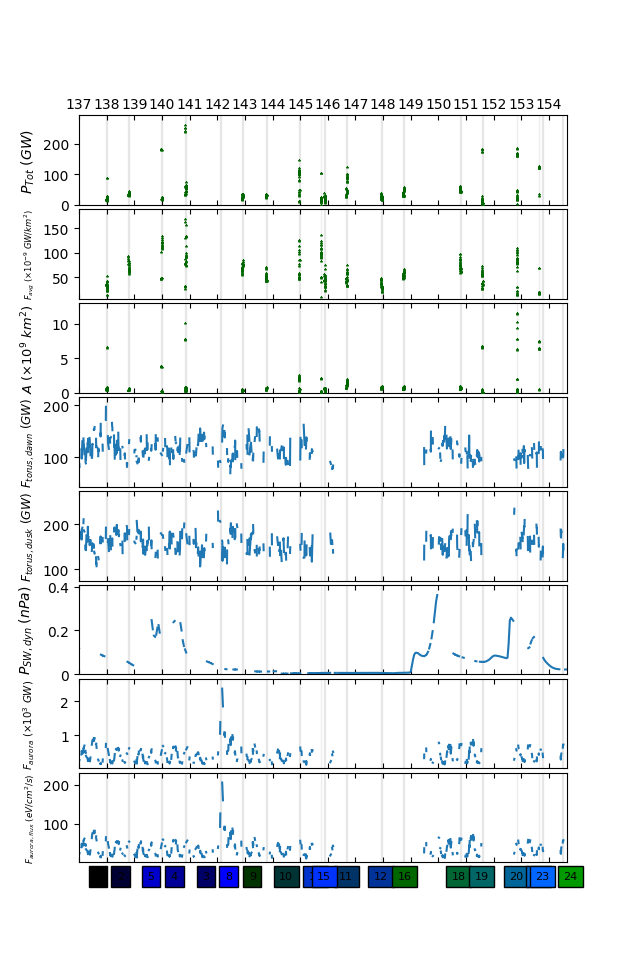 137 138 139 140 141 142 143 144 145 146 147 148 149 150 151 152 153 154
P_Tot (GW)
200
100
0
F_avg (×10⁻⁹ GW/km²)
150
100
50
A (×10⁹ km²)
10
5
0
F_torus,dawn (GW)
200
100
F_torus,dusk (GW)
200
100
P_SW,dyn (nPa)
0.4
0.2
0
F_aurora (×10³ GW)
2
1
F_aurora,flux (eV/cm²/s)
200
100
9 10 15 11 12 16 18 19 20 23 24